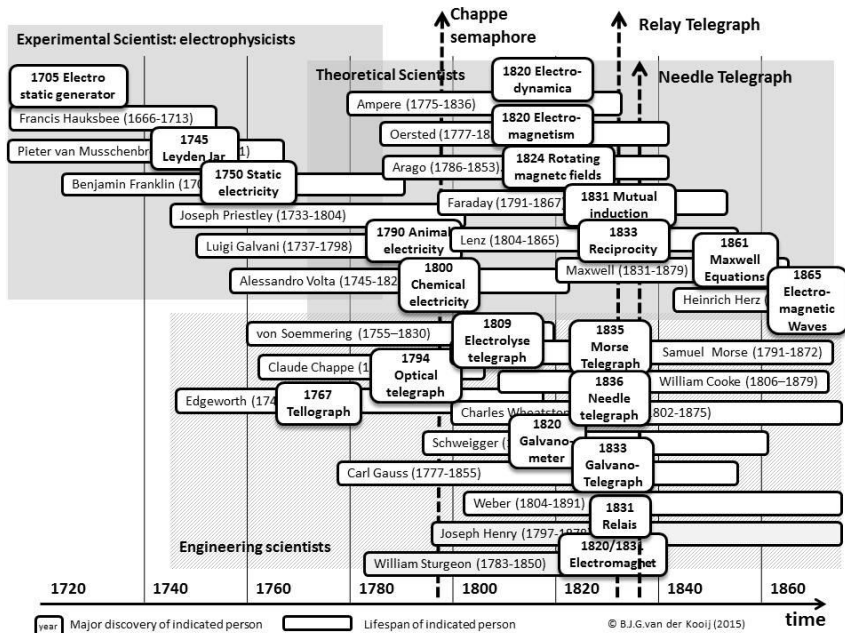 Chappe
semaphore
Relay Telegraph
Needle Telegraph
Experimental Scientist: electrophysicists
Theoretical Scientists
1705 Electro
static generator
1820 Electro-
dynamica
Ampere (1775-1836)
Francis Hauksbee (1666-1713)
1820 Electro-
magnetism
Oersted (1777-18
1745
Leyden Jar
Pieter van Musschenbro
1)
1824 Rotating
magnetc fields
Arago (1786-1853)
1750 Static
electricity
Benjamin Franklin (170
Faraday (1791-1867)
1831 Mutual
induction
Joseph Priestley (1733-1804)
1790 Animal
electricity
Luigi Galvani (1737-1798)
Lenz (1804-1865)
1833
Reciprocity
1861
Maxwell
Equations
Maxwell (1831-1879)
1800
Chemical
electricity
Alessandro Volta (1745-182
1865
Electro-
magnetic
Waves
Heinrich Herz (
von Soemmering (1755–1830)
1809
Electrolyse
telegraph
1835
Morse
Telegraph
Samuel Morse (1791-1872)
Claude Chappe (1
1794
Optical
telegraph
1836
Needle
telegraph
William Cooke (1806–1879)
Edgeworth (174
1767
Tellograph
Charles Wheatston
1802-1875)
1820
Galvano-
meter
Schweigger (
1833
Galvano-
Telegraph
Carl Gauss (1777-1855)
Weber (1804-1891)
1831
Relais
Joseph Henry (1797-1878)
1820/1831
Electromaghet
Engineering scientists
William Sturgeon (1783-1850)
1720
1740
1760
1780
1800
1820
1840
1860
time
year
Major discovery of indicated person
Lifespan of indicated person
© B.J.G.van der Kooij (2015)